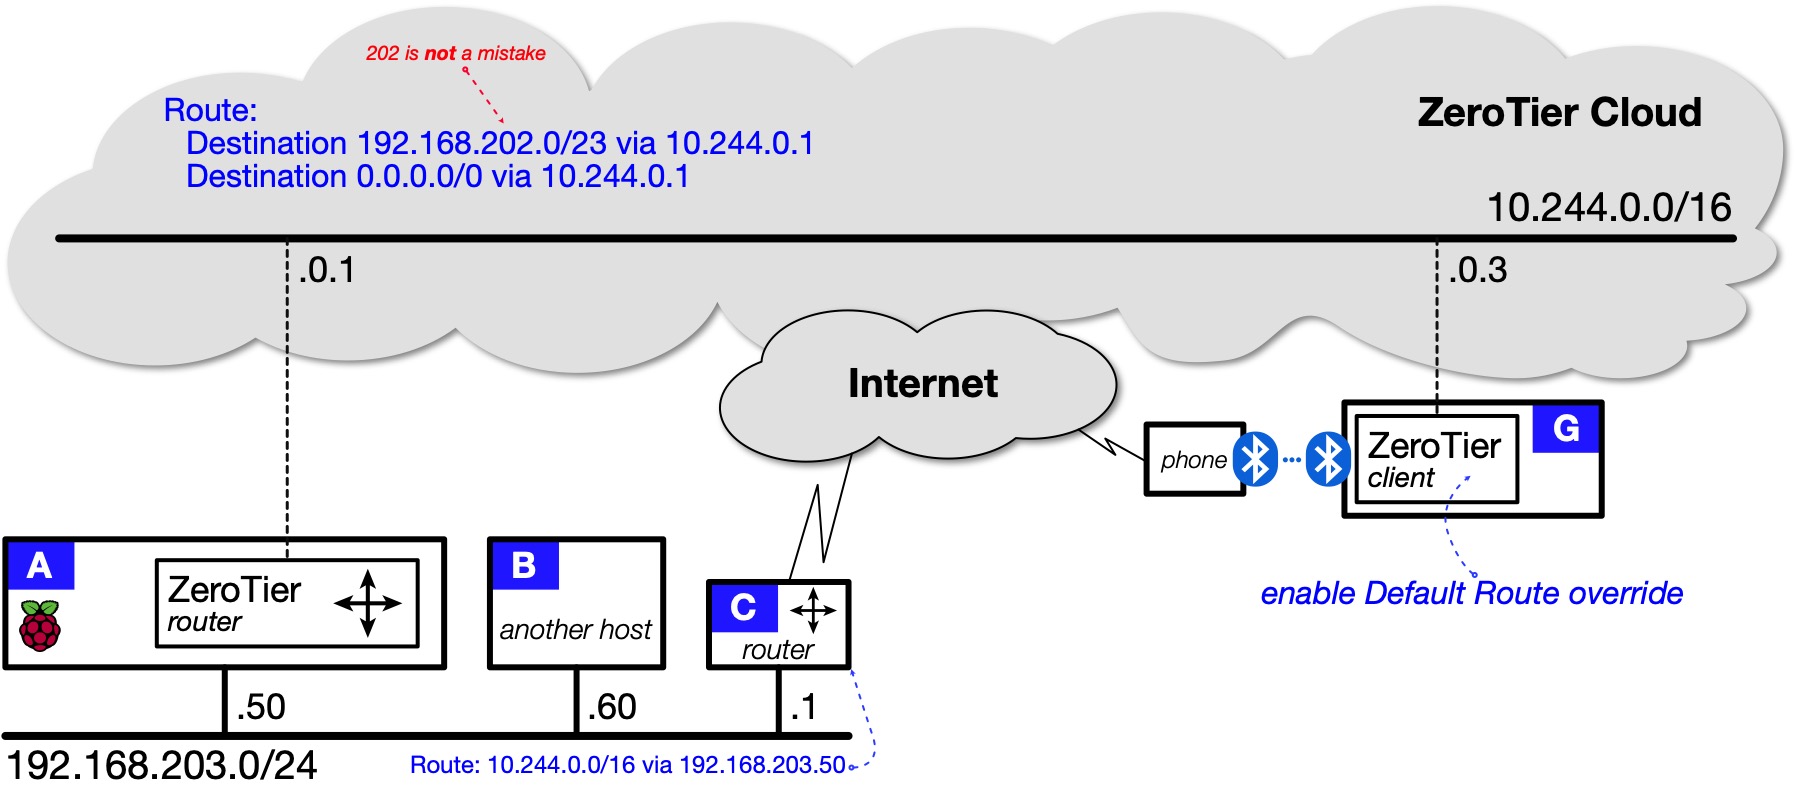 202 is not a mistake
Route:
Destination 192.168.202.0/23 via 10.244.0.1
Destination 0.0.0.0/0 via 10.244.0.1
ZeroTier Cloud
10.244.0.0/16
.0.1
.0.3
Internet
phone
ZeroTier
client
G
enable Default Route override
A
ZeroTier
router
B
another host
C
router
.50
.60
.1
192.168.203.0/24
Route: 10.244.0.0/16 via 192.168.203.50